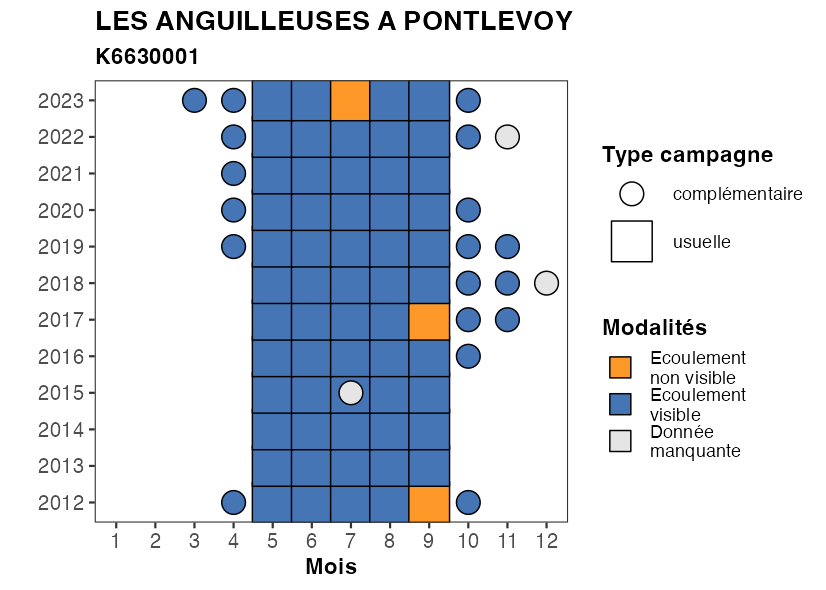 LES ANGUILLEUSES A PONTLEVOY
K6630001
2023
2022
2021
2020
2019
2018
2017
2016
2015
2014
2013
2012
1 2 3 4 5 6 7 8 9 10 11 12
Mois
Type campagne
complémentaire
usuelle
Modalités
Ecoulement
non visible
Ecoulement
visible
Donnée
manquante